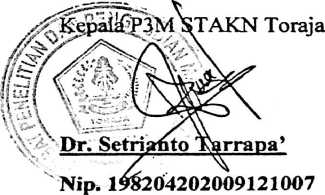 Kepala P3M STAKN Toraja
Dr. Setrianto Tarrapa’
Nip. 198204202009121007